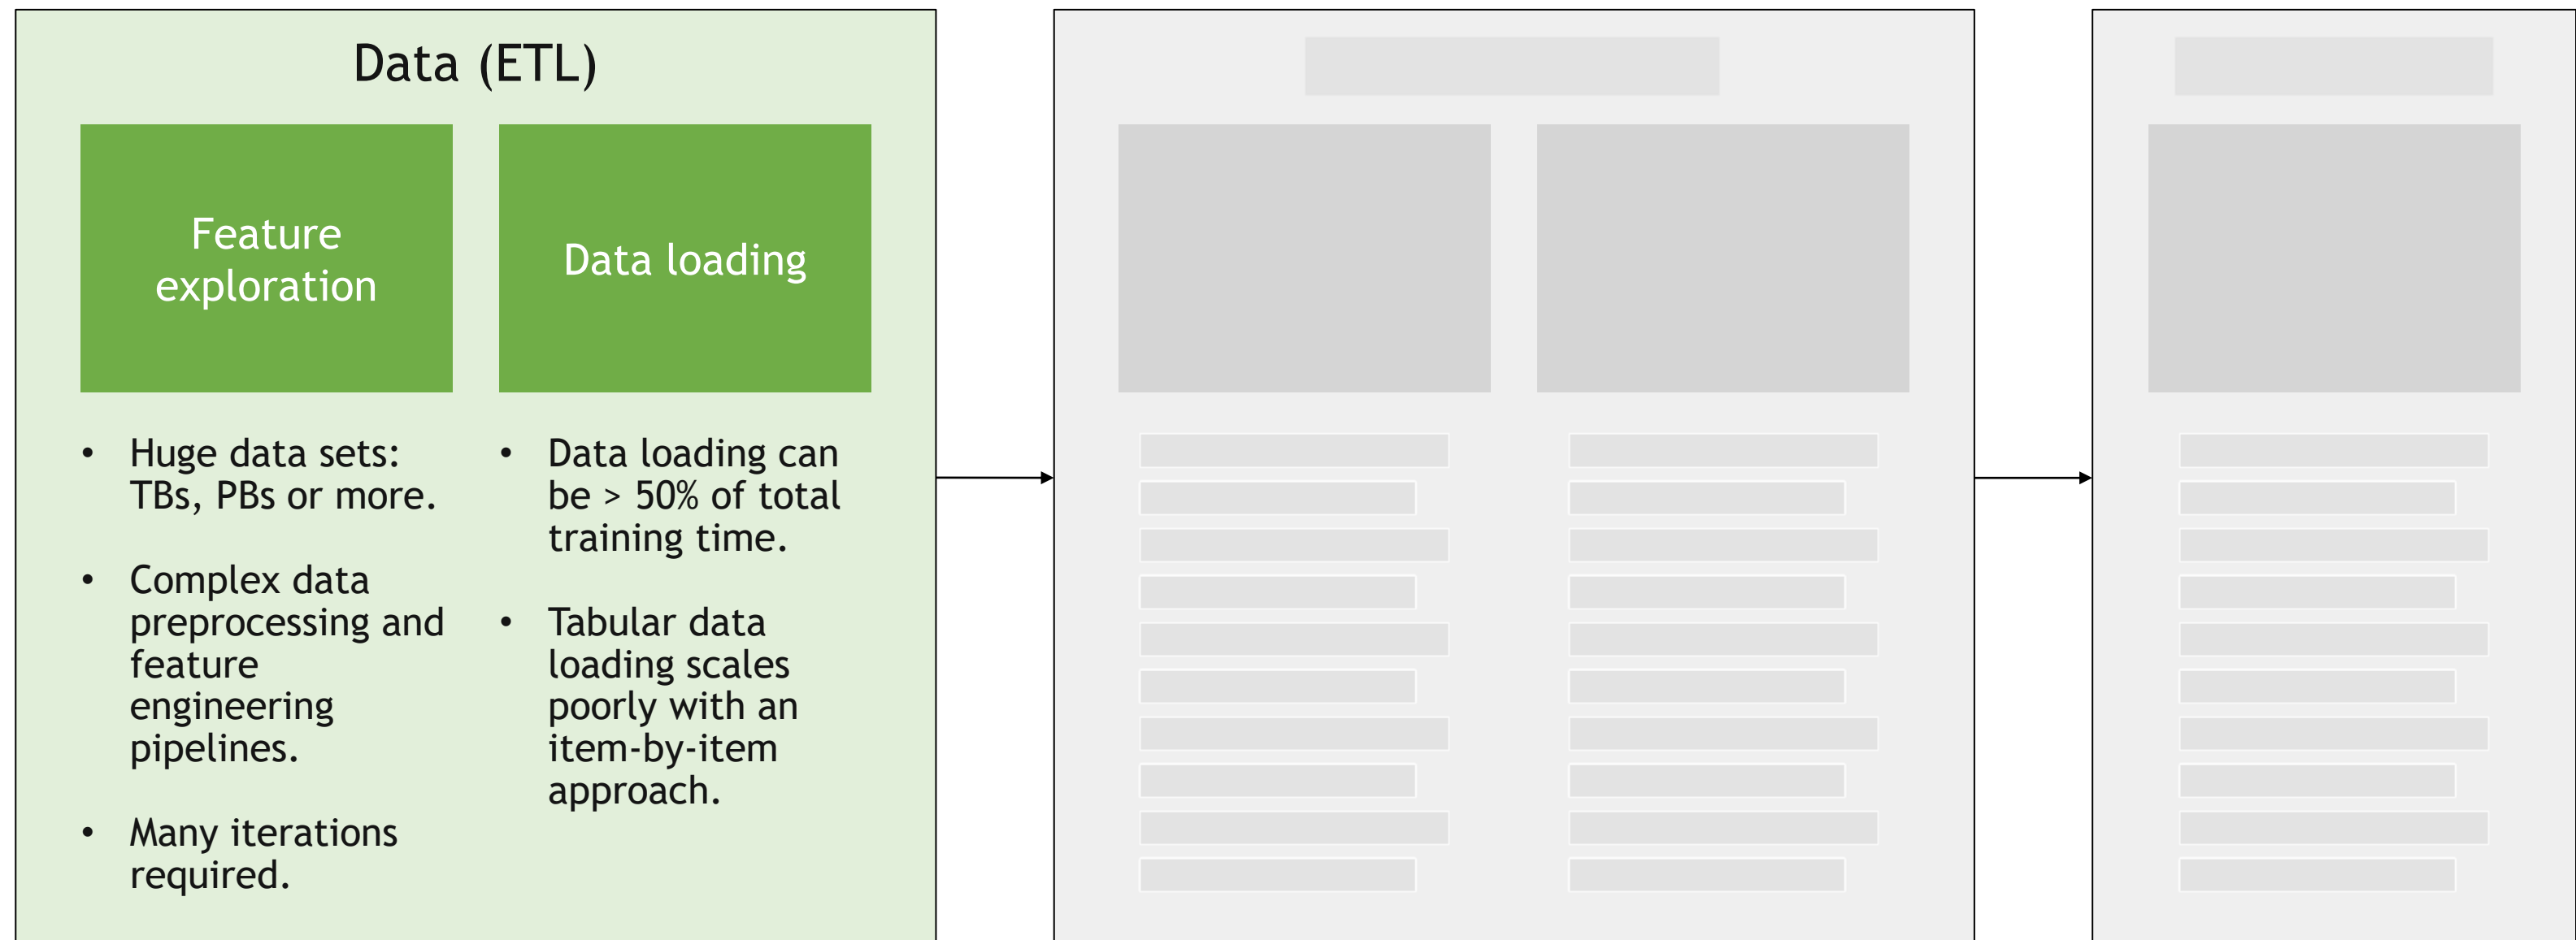 Data (ETL)
Feature
exploration
• Huge data sets:
TBs, PBs or more.
• Complex data
preprocessing and
feature
engineering
pipelines.
• Many iterations
required.
Data loading
• Data loading can
be > 50% of total
training time.
• Tabular data
loading scales
poorly with an
item-by-item
approach.